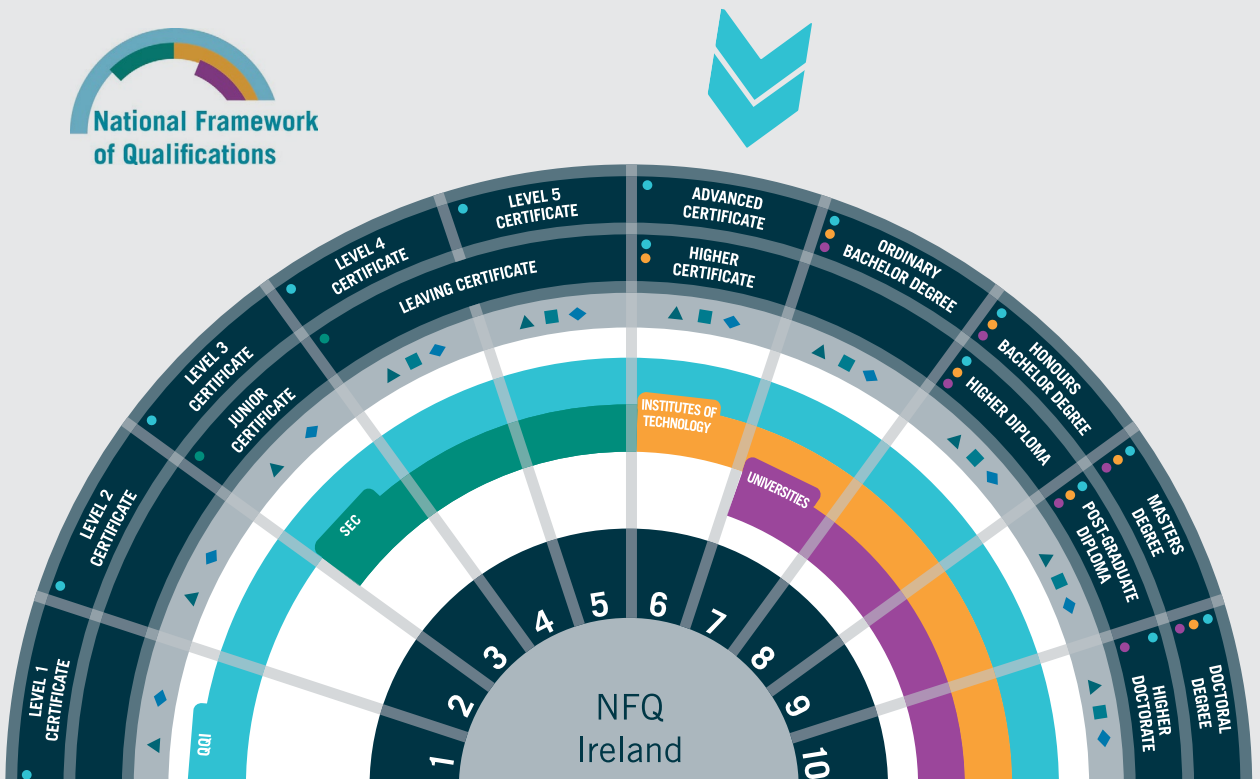 National Framework
of Qualifications
LEVEL 1
CERTIFICATE
LEVEL 2
CERTIFICATE
LEVEL 3
CERTIFICATE
LEVEL 4
CERTIFICATE
LEVEL 5
CERTIFICATE
ADVANCED
CERTIFICATE
ORDINARY
BACHELOR DEGREE
HONOURS
BACHELOR DEGREE
MASTERS
DEGREE
DOCTORAL
DEGREE
JUNIOR
CERTIFICATE
LEAVING CERTIFICATE
HIGHER
CERTIFICATE
HIGHER DIPLOMA
POST-GRADUATE
DIPLOMA
HIGHER
DOCTORATE
QQI
SEC
INSTITUTES OF
TECHNOLOGY
UNIVERSITIES
1
2
3
4
5
6
7
8
9
10
NFQ
Ireland